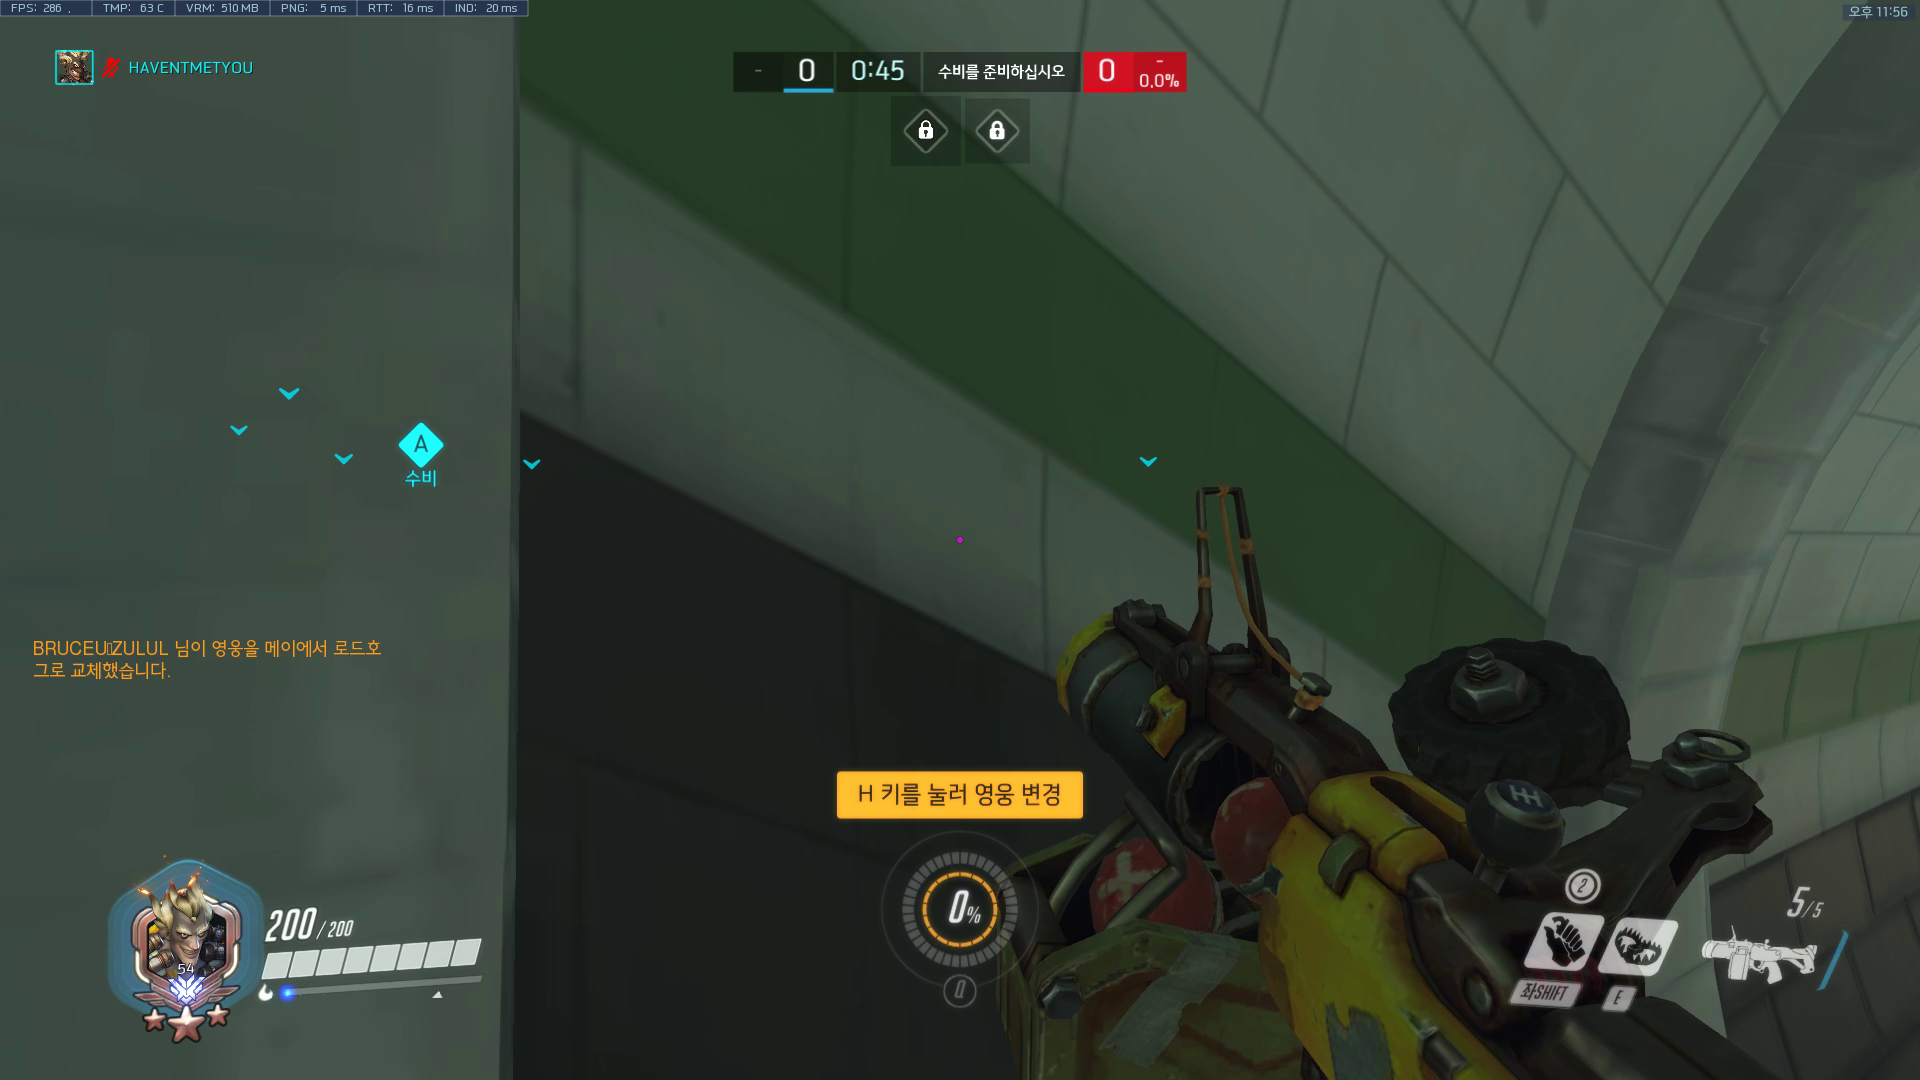 FPS: 286 . TMP: 63 C VRM: 510 MB PNG: 5 ms RTT: 16 ms IND: 20 ms
오후 11:56
HAVENTMETYOU
- 0 0:45 수비를 준비하십시오 0 -
0.0%
A
수비
BRUCEU▯ZULUL 님이 영웅을 메이에서 로드호
그로 교체했습니다.
H 키를 눌러 영웅 변경
200/200
0%
54
Q
2
5/5
좌SHIFT
E